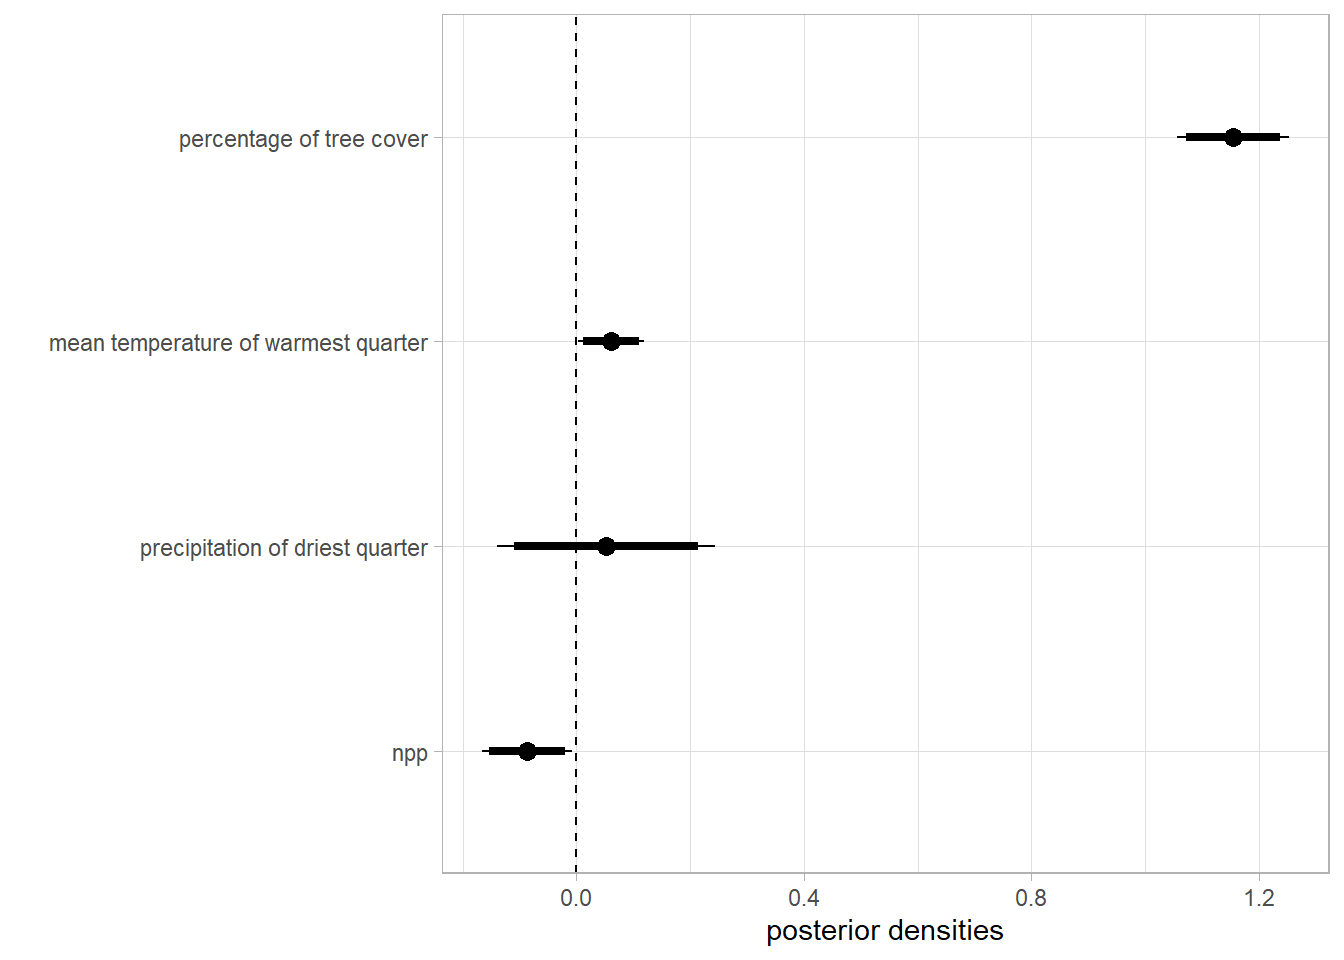 percentage of tree cover
mean temperature of warmest quarter
precipitation of driest quarter
npp
0.0 0.4 0.8 1.2
posterior densities